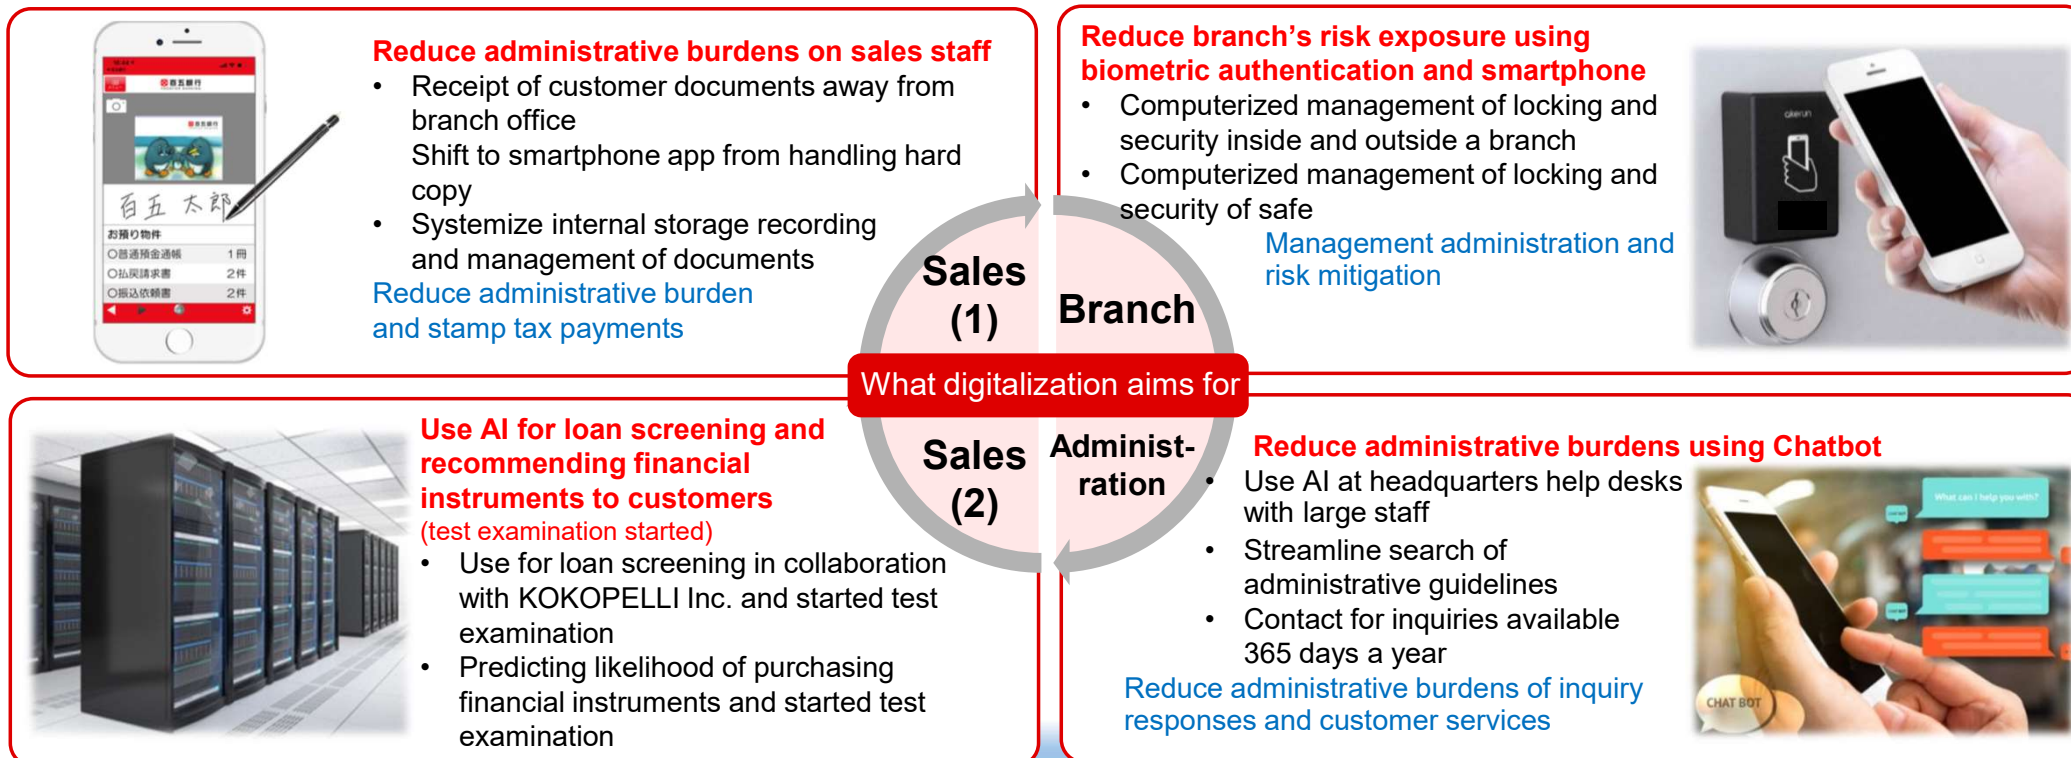 百五銀行
百五 太郎
お預り物件
〇普通預金通帳 1冊
〇払戻請求書 2件
〇振込依頼書 2件
Reduce administrative burdens on sales staff
• Receipt of customer documents away from
branch office
Shift to smartphone app from handling hard
copy
• Systemize internal storage recording
and management of documents
Reduce administrative burden
and stamp tax payments
Reduce branch’s risk exposure using
biometric authentication and smartphone
• Computerized management of locking and
security inside and outside a branch
• Computerized management of locking and
security of safe
Management administration and
risk mitigation
akerun
Sales
(1)
Branch
What digitalization aims for
Sales
(2)
Administ-
ration
Use AI for loan screening and
recommending financial
instruments to customers
(test examination started)
• Use for loan screening in collaboration
with KOKOPELLI Inc. and started test
examination
• Predicting likelihood of purchasing
financial instruments and started test
examination
Reduce administrative burdens using Chatbot
• Use AI at headquarters help desks
with large staff
• Streamline search of
administrative guidelines
• Contact for inquiries available
365 days a year
Reduce administrative burdens of inquiry
responses and customer services
What can I help you with?
CHAT BOT